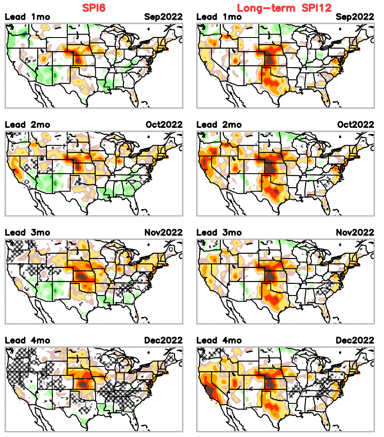 SPI6 Long-term SPI12
Lead 1mo Sep2022 Lead 1mo Sep2022
Lead 2mo Oct2022 Lead 2mo Oct2022
Lead 3mo Nov2022 Lead 3mo Nov2022
Lead 4mo Dec2022 Lead 4mo Dec2022